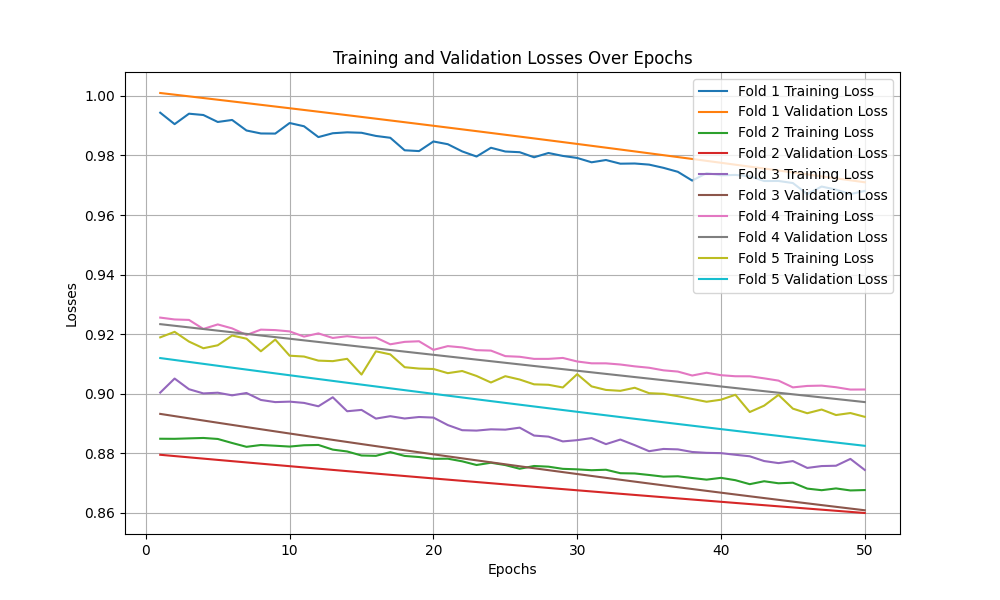 Training and Validation Losses Over Epochs
Losses
1.00
0.98
0.96
0.94
0.92
0.90
0.88
0.86
Fold 1 Training Loss
Fold 1 Validation Loss
Fold 2 Training Loss
Fold 2 Validation Loss
Fold 3 Training Loss
Fold 3 Validation Loss
Fold 4 Training Loss
Fold 4 Validation Loss
Fold 5 Training Loss
Fold 5 Validation Loss
0 10 20 30 40 50
Epochs